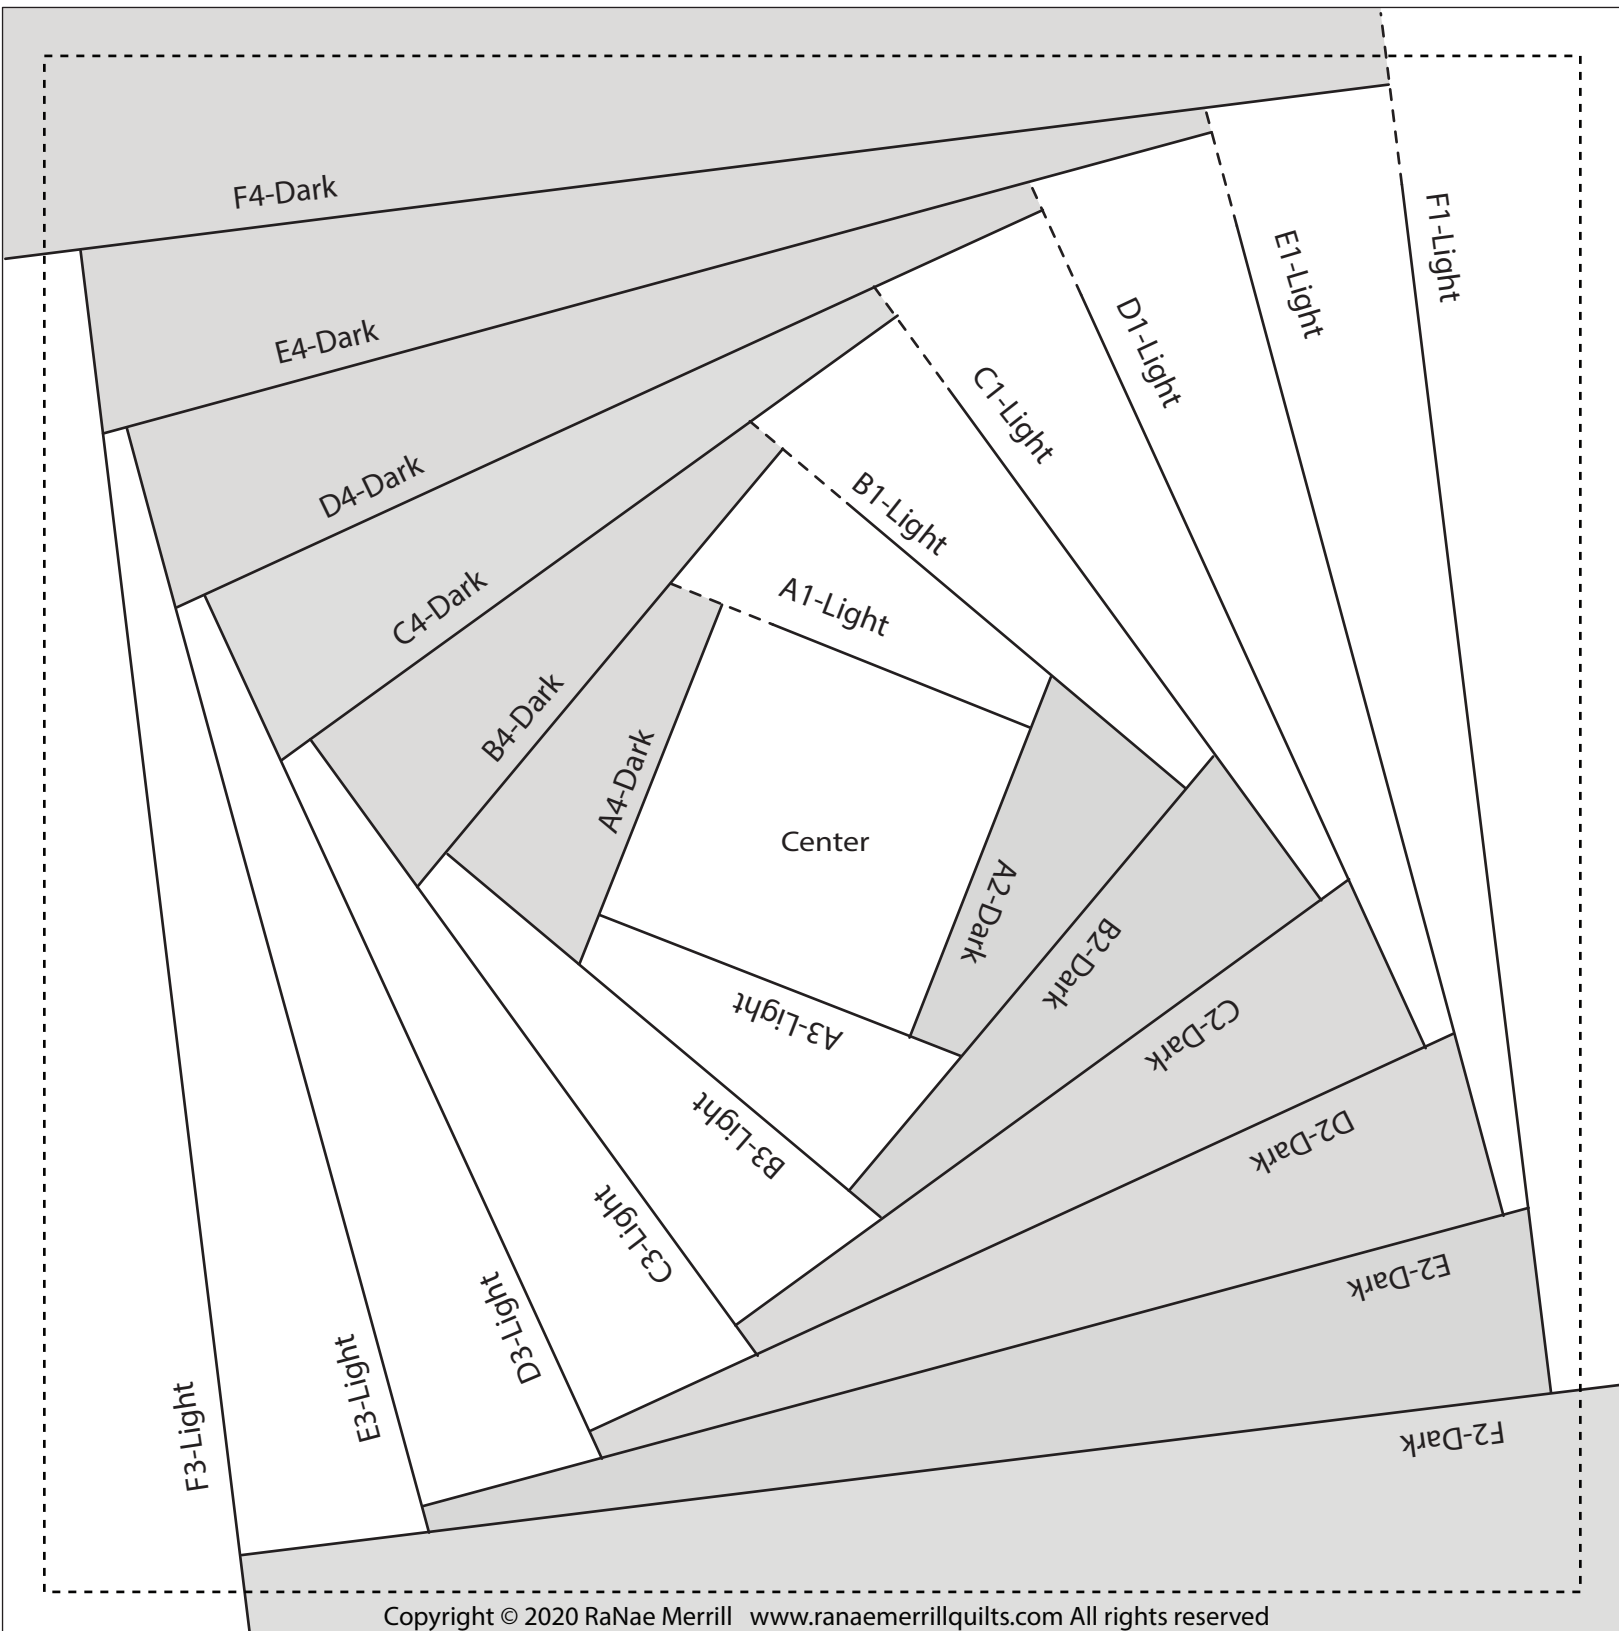 F4-Dark
F1-Light
E1-Light
E4-Dark
D1-Light
C1-Light
D4-Dark
B1-Light
A1-Light
C4-Dark
B4-Dark
A4-Dark
Center
A2-Dark
B2-Dark
A3-Light
C2-Dark
B3-Light
D2-Dark
C3-Light
E2-Dark
D3-Light
E3-Light
F3-Light
F2-Dark
Copyright © 2020 RaNae Merrill www.ranaemerrillquilts.com All rights reserved